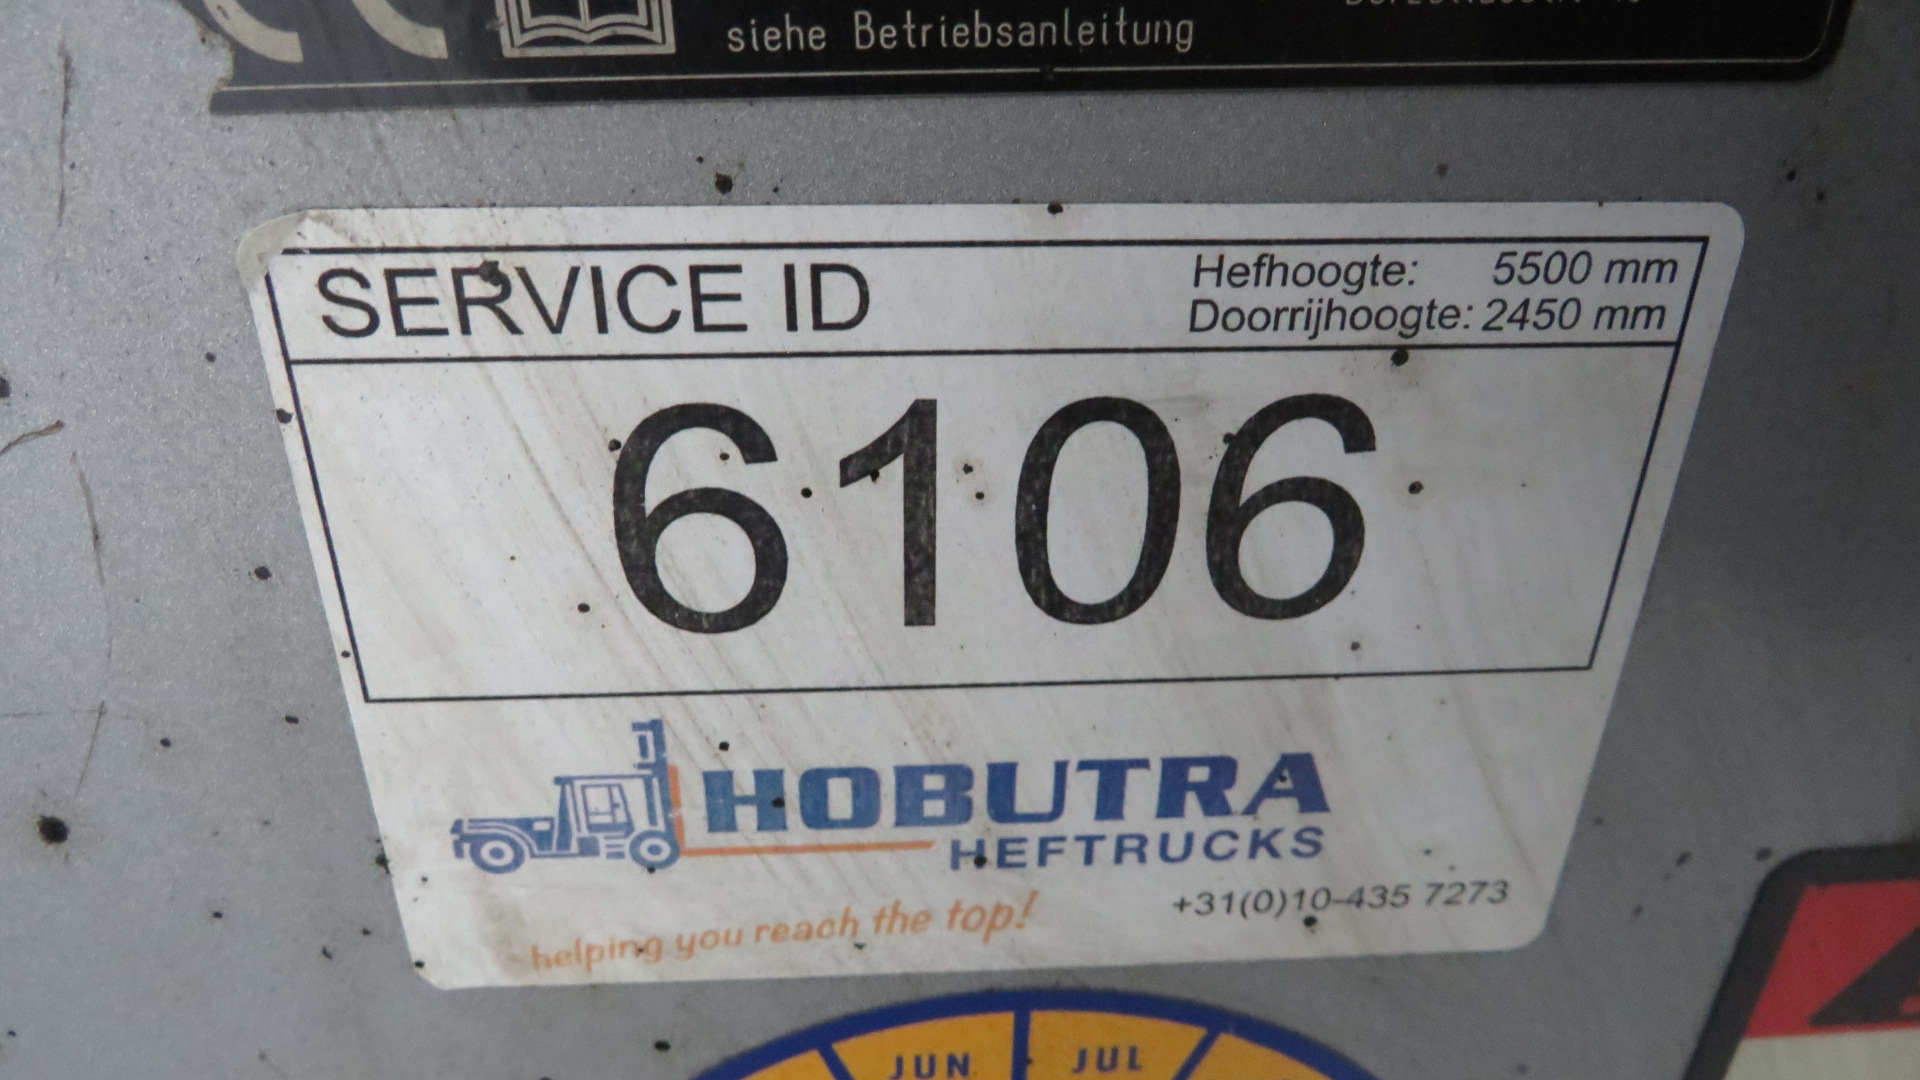 siehe Betriebsanleitung
SERVICE ID
Hefhoogte: 5500 mm
Doorrijhoogte: 2450 mm
6106
HOBUTRA
HEFTRUCKS
helping you reach the top!
+31(0)10-435 7273
JUN JUL